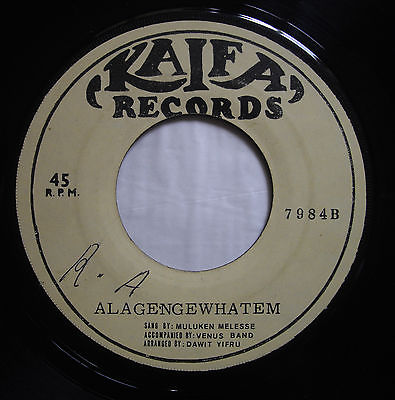 KAIFA
RECORDS
45
R.P.M.
7984B
R. A
ALAGENGEWHATEM
SANG BY: MULUKEN MELESSE
ACCOMPANIED BY: VENUS BAND
ARRANGED BY: DAWIT YIFRU